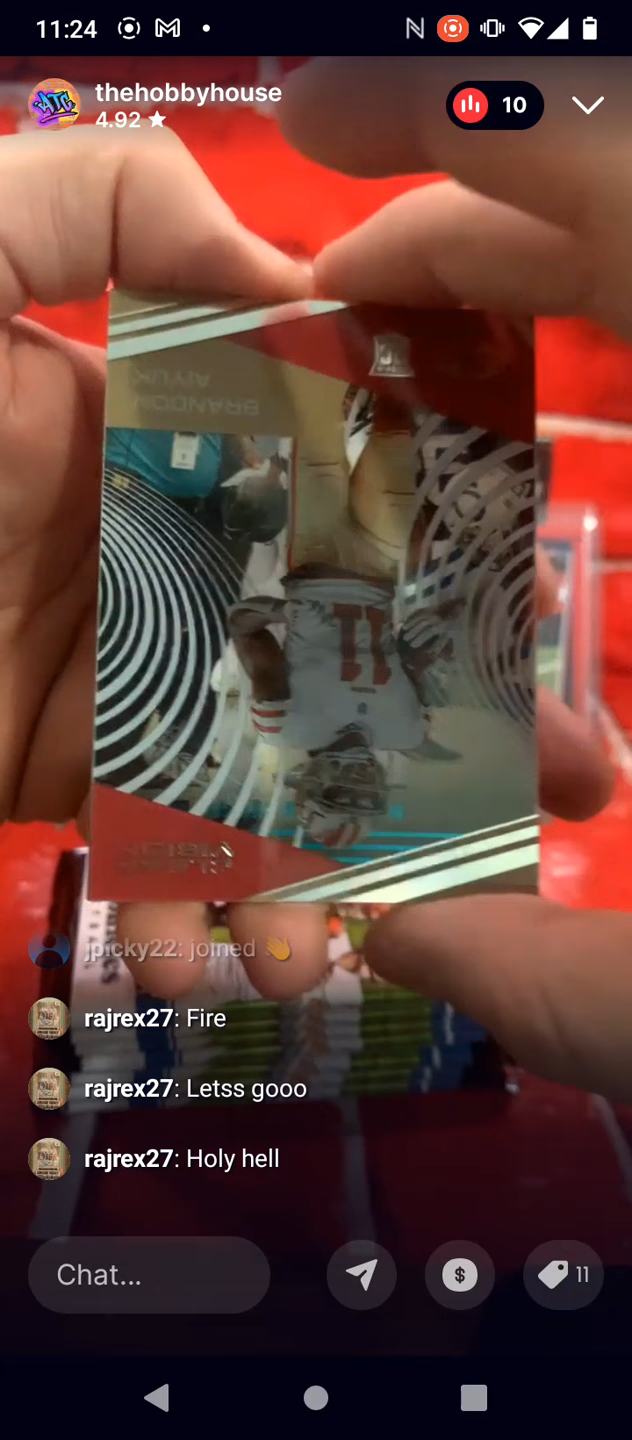 11:24
thehobbyhouse
4.92 ★
10
BRANDON
AIYUK
11
jpicky22: joined 👋
rajrex27: Fire
rajrex27: Letss gooo
rajrex27: Holy hell
Chat...
$
11